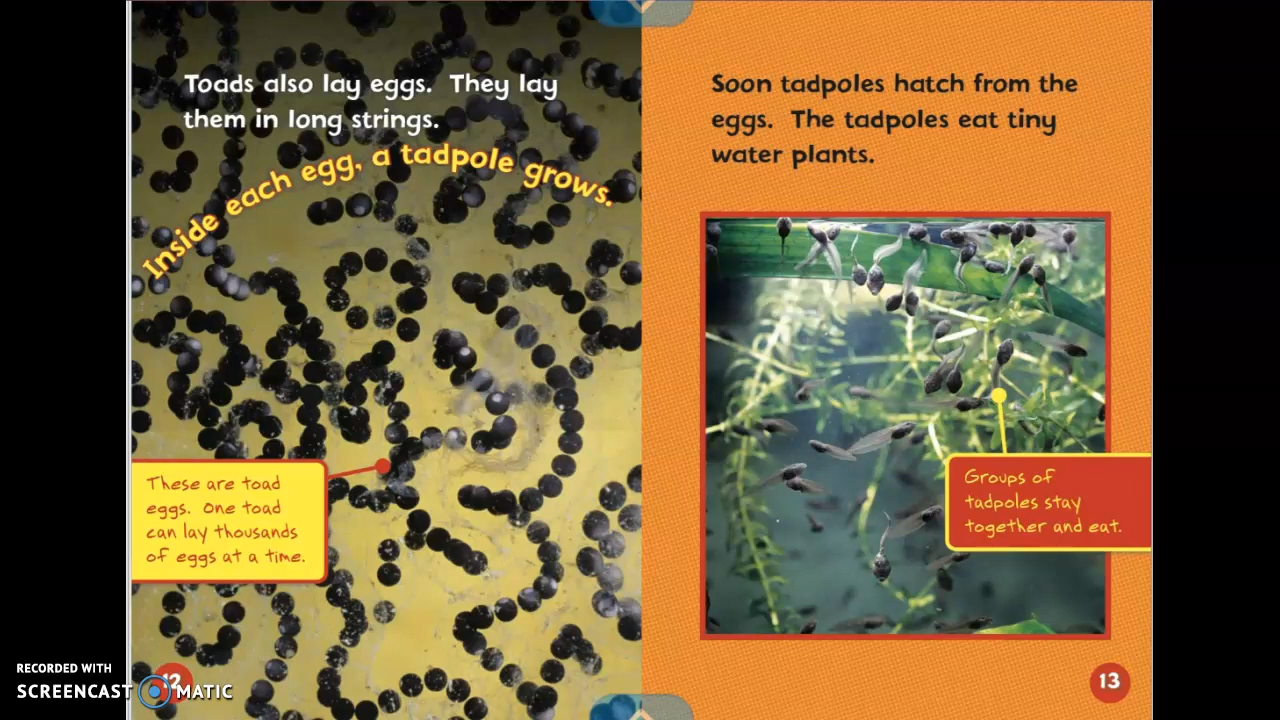 Toads also lay eggs. They lay
them in long strings.
Inside each egg, a tadpole grows.
These are toad
eggs. One toad
can lay thousands
of eggs at a time.
12
Soon tadpoles hatch from the
eggs. The tadpoles eat tiny
water plants.
Groups of
tadpoles stay
together and eat.
13
RECORDED WITH
SCREENCAST MATIC